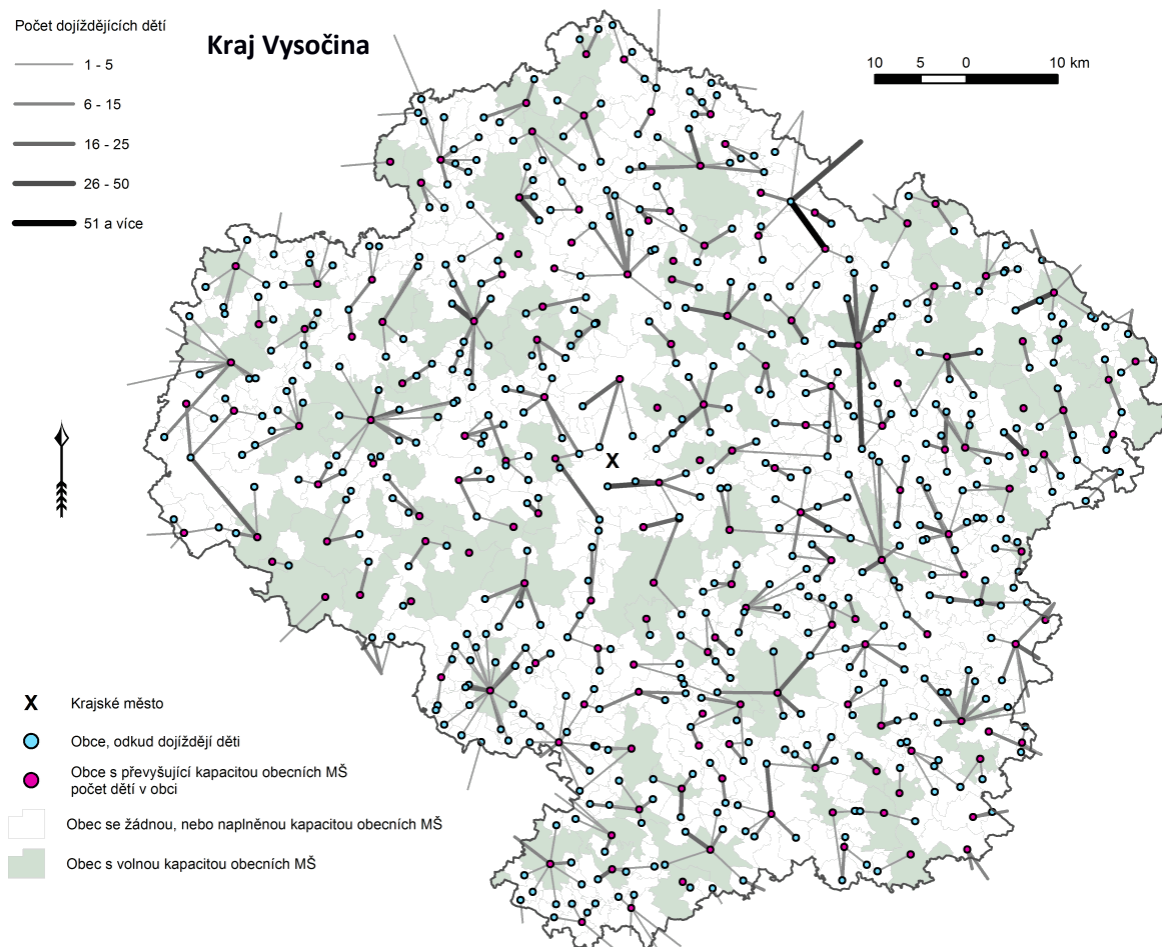 Počet dojíždějících dětí
Kraj Vysočina
1 - 5
6 - 15
16 - 25
26 - 50
51 a více
10 5 0 10 km
X
X Krajské město
Obce, odkud dojíždějí děti
Obce s převyšující kapacitou obecních MŠ
počet dětí v obci
Obec se žádnou, nebo naplněnou kapacitou obecních MŠ
Obec s volnou kapacitou obecních MŠ